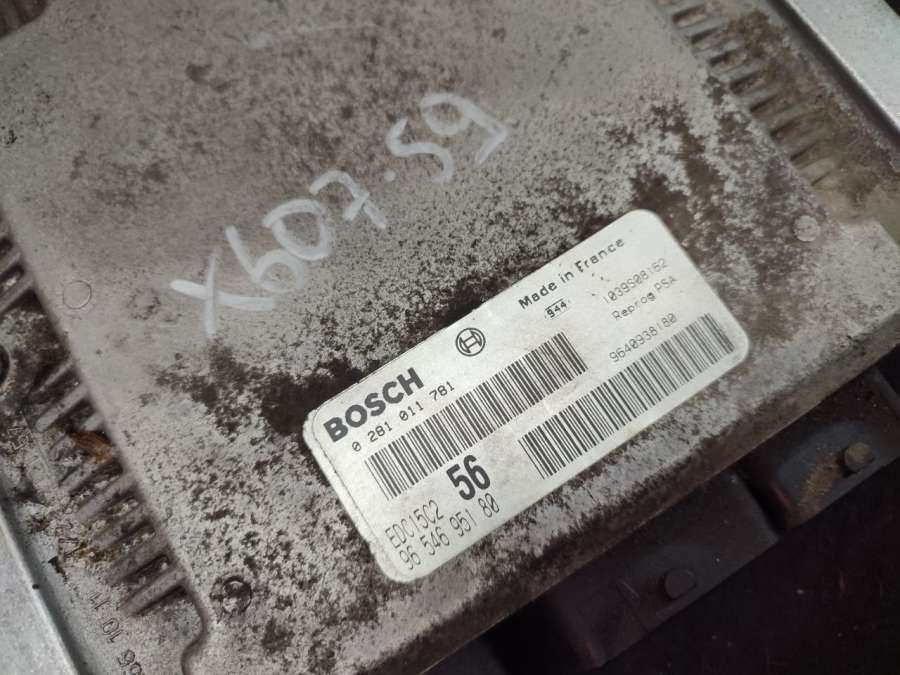 X607.59
BOSCH
0 281 011 781
Made in France
944
1039S08162
Reprog PSA
9640938180
56
EDC15C2
96 546 951 80